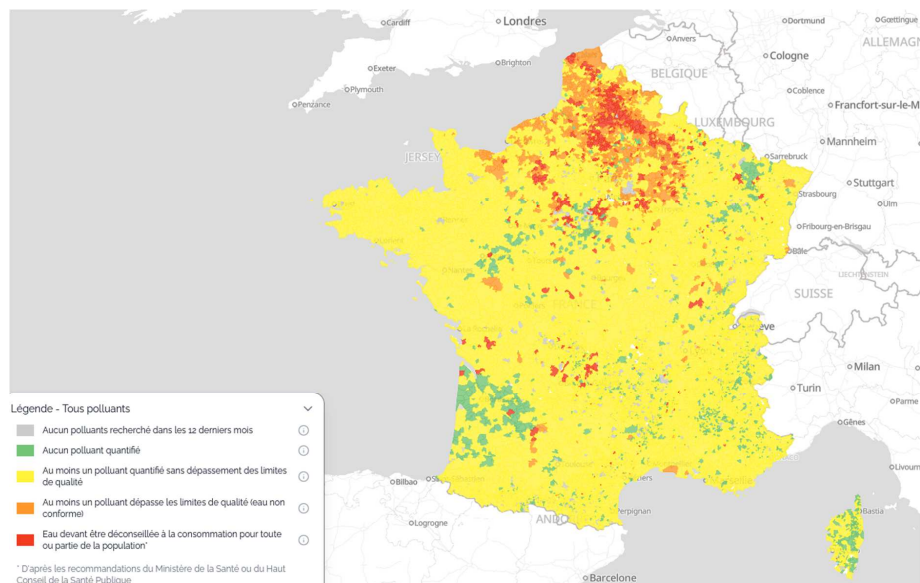 Cardiff
Londres
Dortmund
Gœttingue
Anvers
ALLEMAGN
Cologne
Exeter
Brighton
BELGIQUE
Plymouth
Coblence
Penzance
Francfort-sur-le-M
LUXEMBOURG
Mannheim
JERSEY
Sarrebruck
Stuttgart
Strasbourg
Ulm
Fribourg-en-Brisgau
Bâle
LIECHTENSTEIN
SUISSE
Milan
Turin
Parme
Gênes
Livourn
Bilbao
Perpignan
Logrogne
Bastia
Barcelone
Légende - Tous polluants
Aucun polluants recherché dans les 12 derniers mois
Aucun polluant quantifié
Au moins un polluant quantifié sans dépassement des limites
de qualité
Au moins un polluant dépasse les limites de qualité (eau non
conforme)
Eau devant être déconseillée à la consommation pour toute
ou partie de la population*
* D'après les recommandations du Ministère de la Santé ou du Haut
Conseil de la Santé Publique